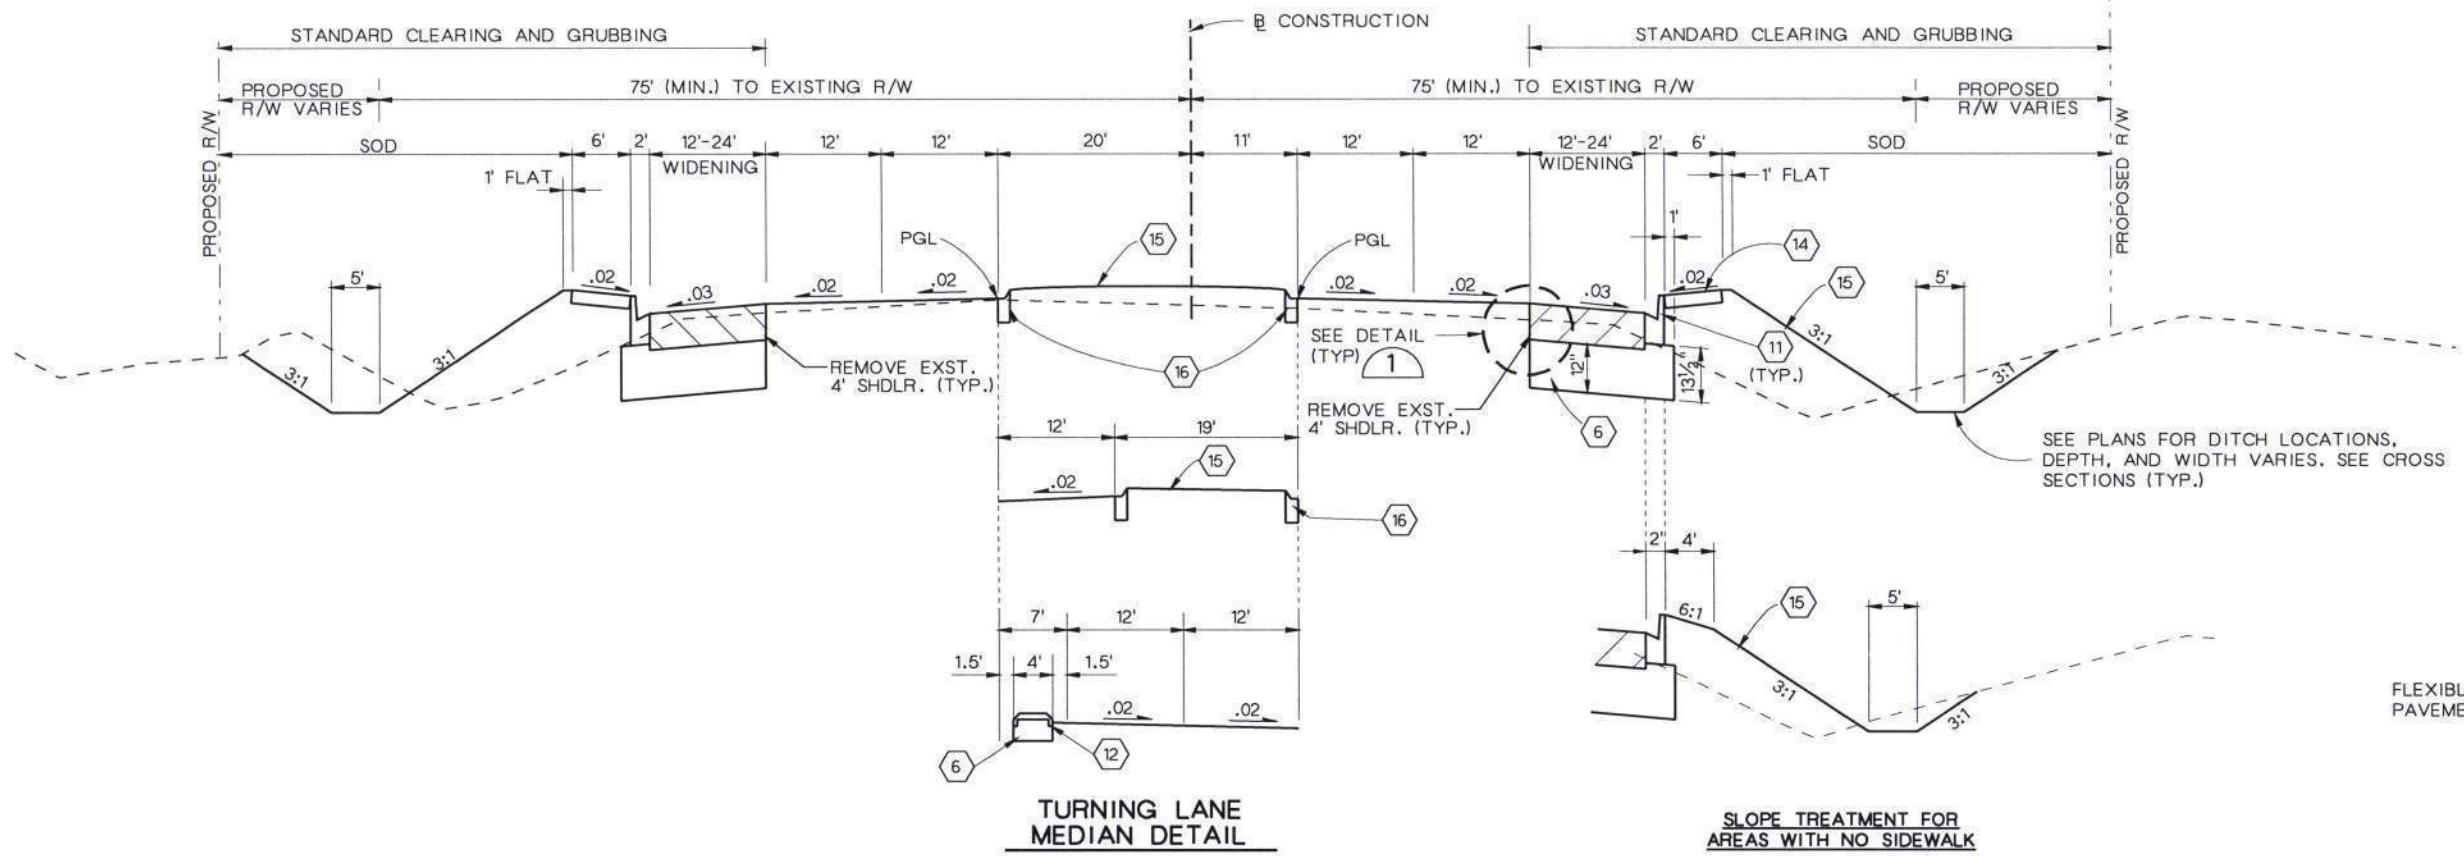 ℄ CONSTRUCTION
STANDARD CLEARING AND GRUBBING
STANDARD CLEARING AND GRUBBING
PROPOSED
R/W VARIES
75' (MIN.) TO EXISTING R/W
75' (MIN.) TO EXISTING R/W
PROPOSED
R/W VARIES
PROPOSED R/W
SOD
6'
2'
12'-24'
WIDENING
12'
12'
20'
11'
12'
12'
12'-24'
WIDENING
2'
6'
SOD
PROPOSED R/W
1' FLAT
1' FLAT
1'
PGL
15
PGL
14
5'
.02
.03
.02
.02
.02
.02
.03
.02
15
5'
3:1
3:1
REMOVE EXST.
4' SHDLR. (TYP.)
16
SEE DETAIL
(TYP)
1
12"
13½"
11
(TYP.)
3:1
3:1
REMOVE EXST.
4' SHDLR. (TYP.)
6
SEE PLANS FOR DITCH LOCATIONS,
DEPTH, AND WIDTH VARIES. SEE CROSS
SECTIONS (TYP.)
12'
19'
15
.02
16
2'
4'
7'
12'
12'
1.5'
4'
1.5'
.02
.02
6
12
6:1
15
5'
3:1
3:1
FLEXIBL
PAVEME
TURNING LANE
MEDIAN DETAIL
SLOPE TREATMENT FOR
AREAS WITH NO SIDEWALK